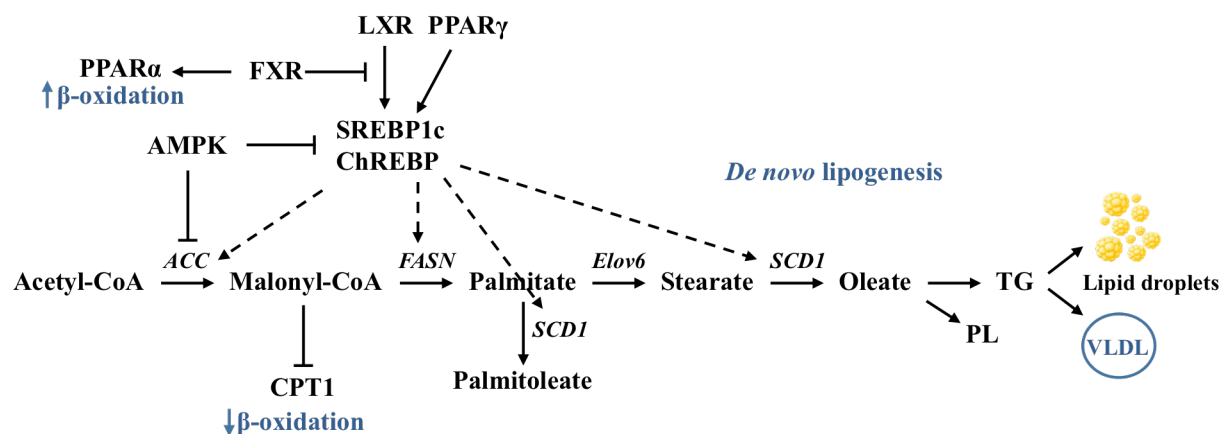 LXR PPARγ
PPARα FXR
β-oxidation
SREBP1c
AMPK
ChREBP
De novo lipogenesis
ACC FASN Elov6 SCD1
Acetyl-CoA Malonyl-CoA Palmitate Stearate Oleate TG Lipid droplets
SCD1
PL
VLDL
CPT1 Palmitoleate
β-oxidation